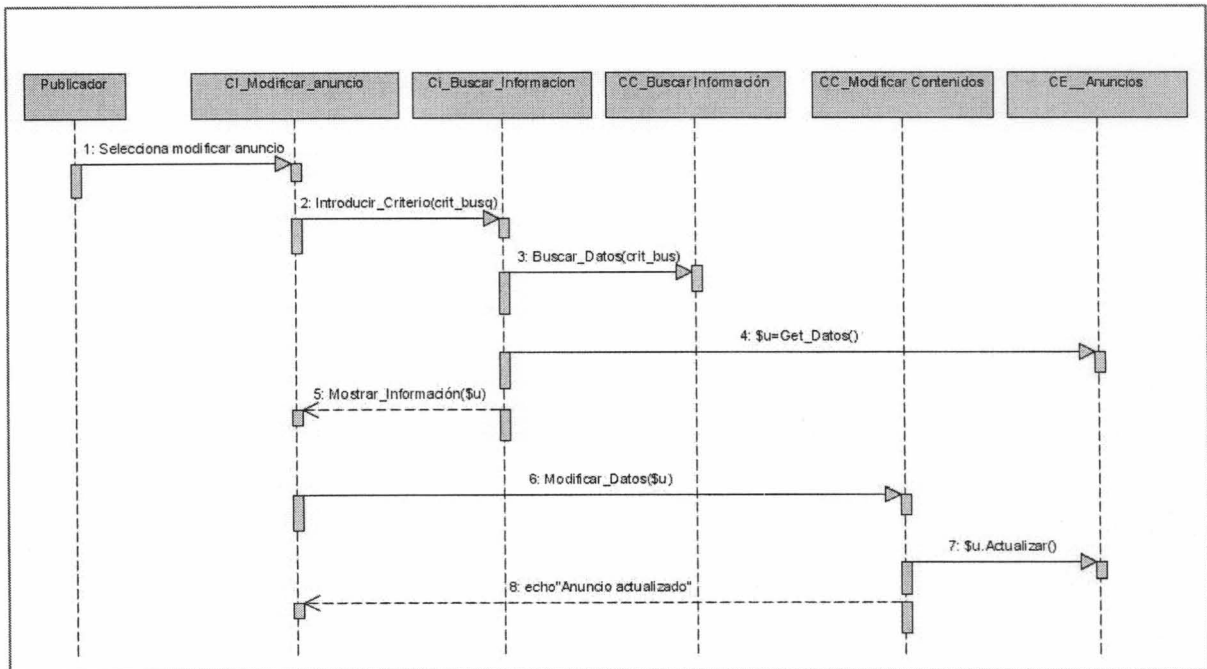 Publicador
CI_Modificar_anuncio
Ci_Buscar_Informacion
CC_Buscar Información
CC_Modificar Contenidos
CE__Anuncios
1: Selecciona modificar anuncio
2: Introducir_Criterio(crit_busq)
3: Buscar_Datos(crit_bus)
4: $u=Get_Datos()
5: Mostrar_Información($u)
6: Modificar_Datos($u)
7: $u.Actualizar()
8: echo"Anuncio actualizado"